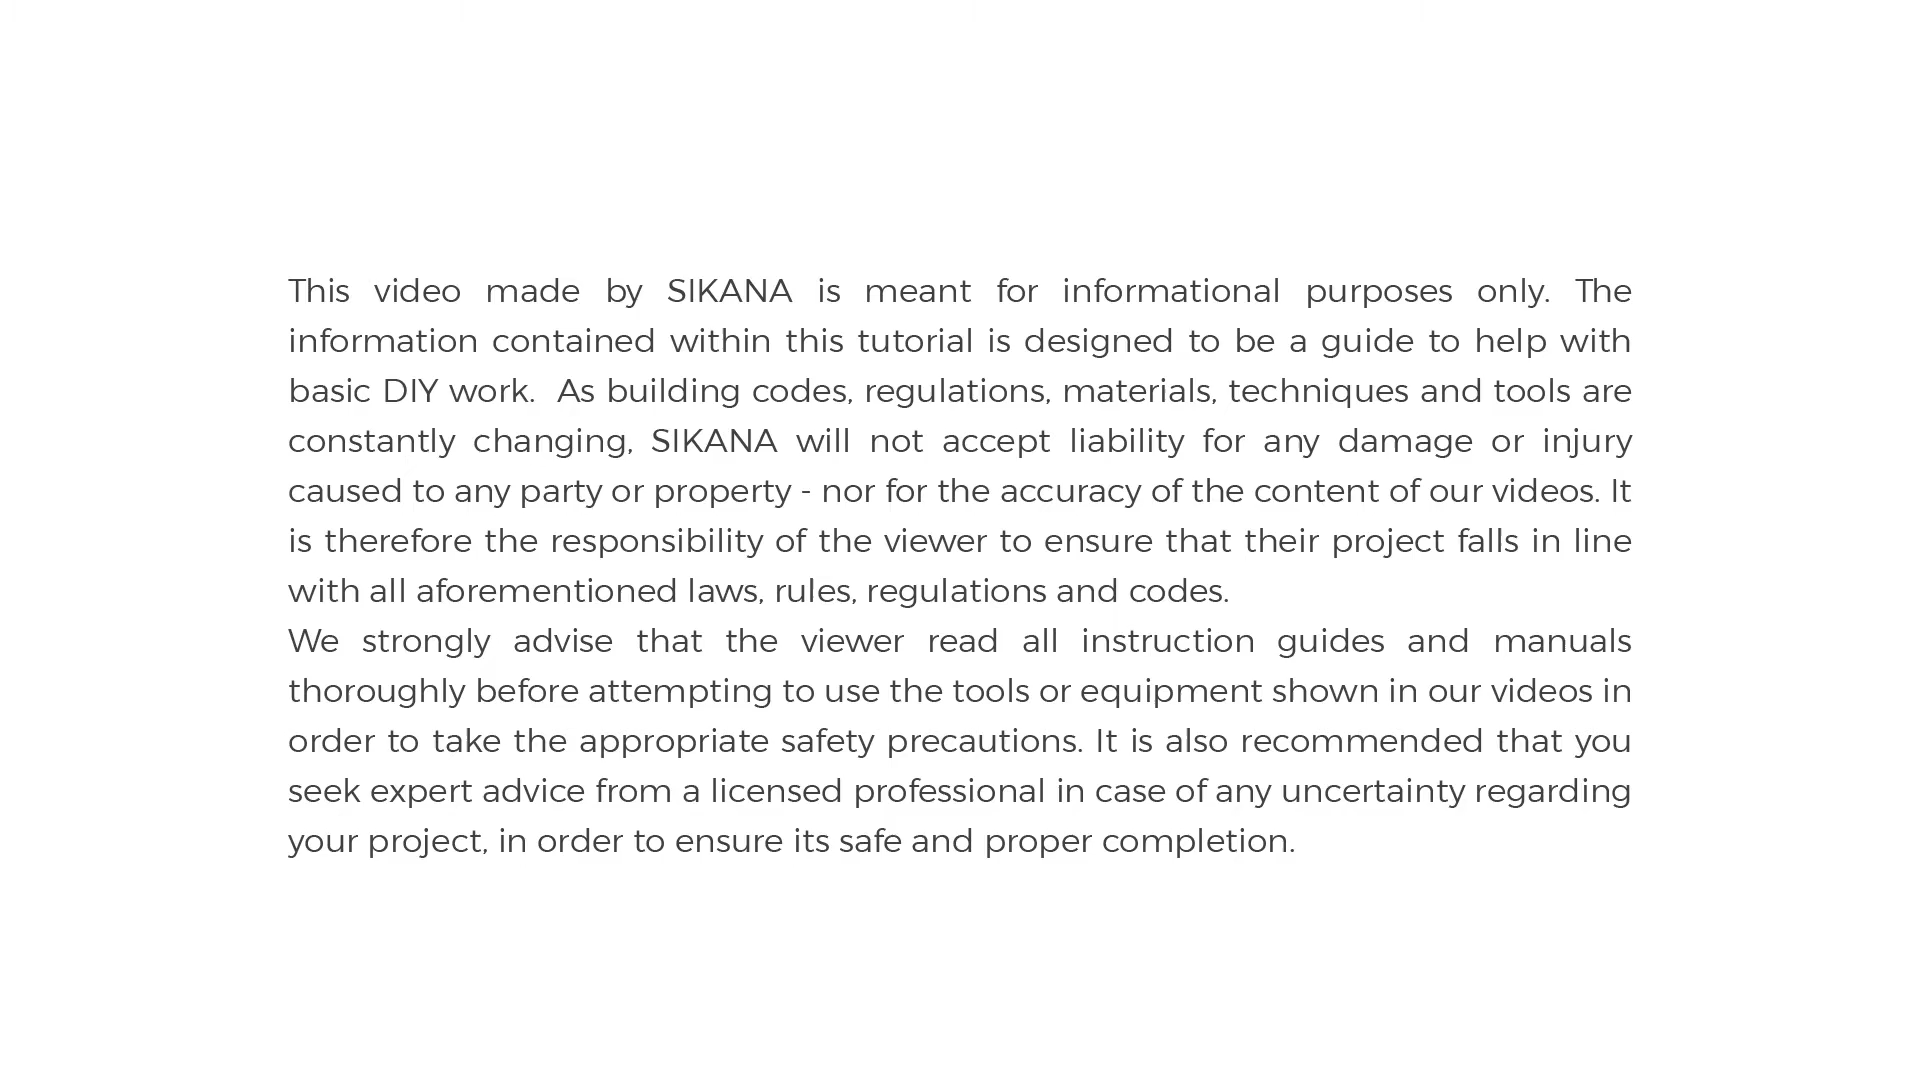 This video made by SIKANA is meant for informational purposes only. The
information contained within this tutorial is designed to be a guide to help with
basic DIY work.  As building codes, regulations, materials, techniques and tools are
constantly changing, SIKANA will not accept liability for any damage or injury
caused to any party or property - nor for the accuracy of the content of our videos. It
is therefore the responsibility of the viewer to ensure that their project falls in line
with all aforementioned laws, rules, regulations and codes.
We strongly advise that the viewer read all instruction guides and manuals
thoroughly before attempting to use the tools or equipment shown in our videos in
order to take the appropriate safety precautions. It is also recommended that you
seek expert advice from a licensed professional in case of any uncertainty regarding
your project, in order to ensure its safe and proper completion.